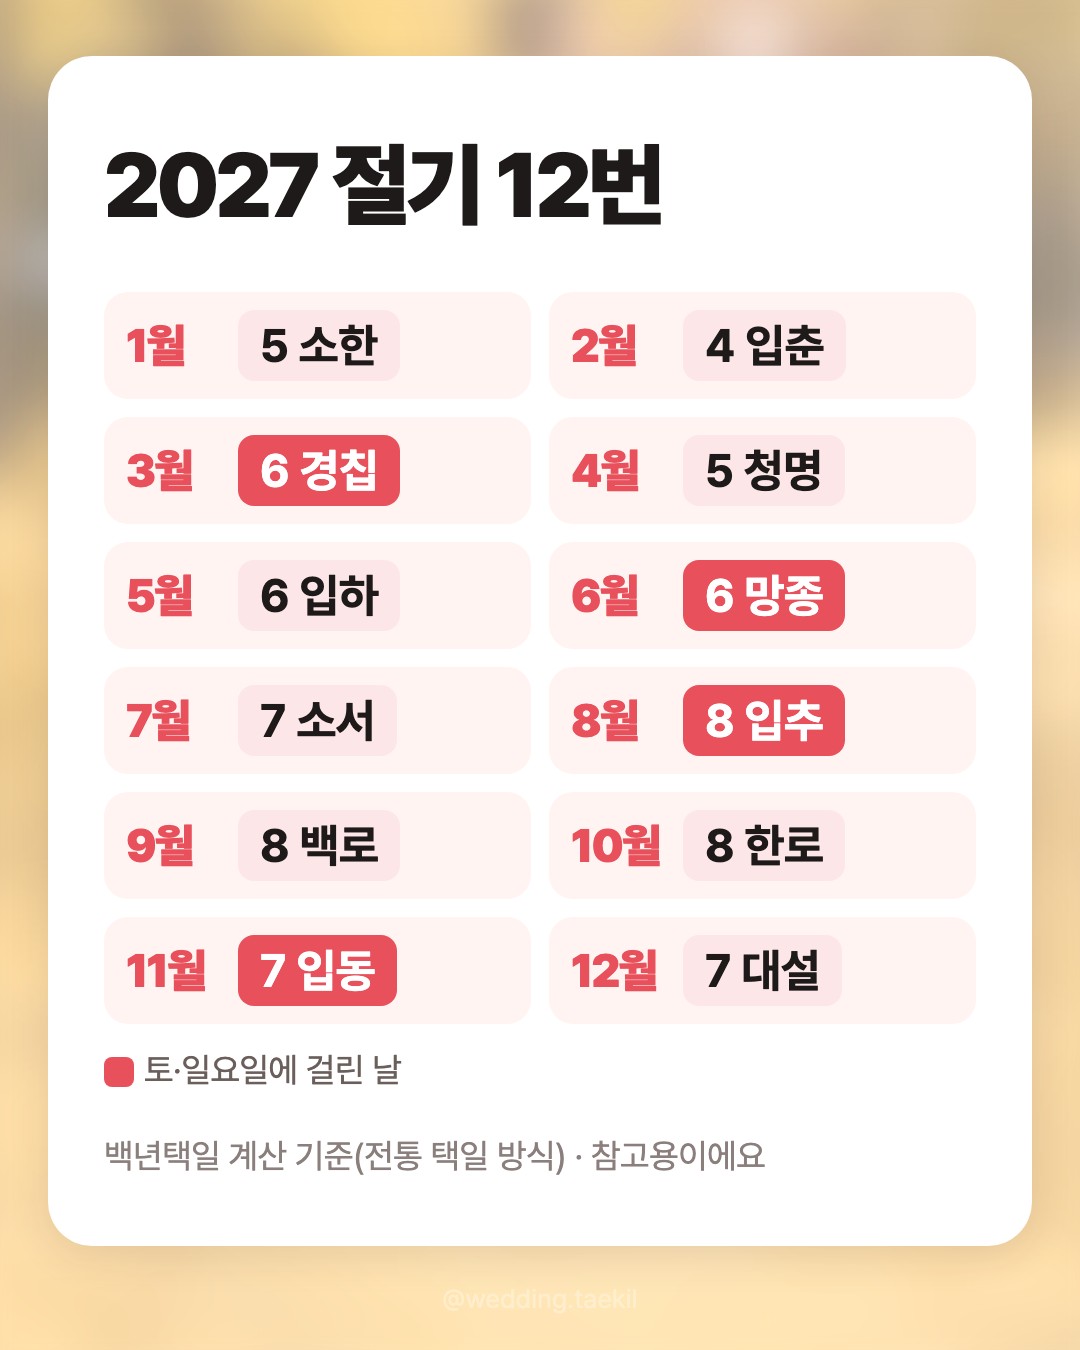 2027 절기 12번
1월 5 소한
2월 4 입춘
3월 6 경칩
4월 5 청명
5월 6 입하
6월 6 망종
7월 7 소서
8월 8 입추
9월 8 백로
10월 8 한로
11월 7 입동
12월 7 대설
토·일요일에 걸린 날
백년택일 계산 기준(전통 택일 방식) · 참고용이에요
@wedding.taekil